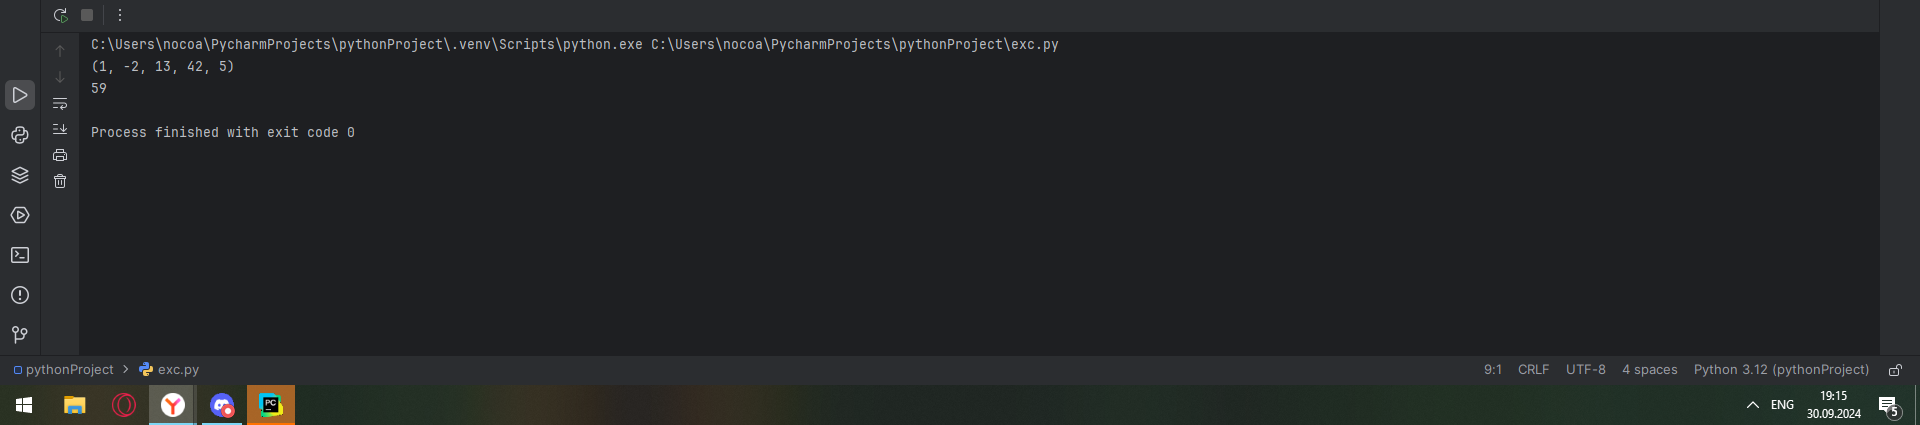 C:\Users\nocoa\PycharmProjects\pythonProject\.venv\Scripts\python.exe C:\Users\nocoa\PycharmProjects\pythonProject\exc.py
(1, -2, 13, 42, 5)
59
Process finished with exit code 0
pythonProject > exc.py 9:1 CRLF UTF-8 4 spaces Python 3.12 (pythonProject)
PC ENG 19:15
30.09.2024 5